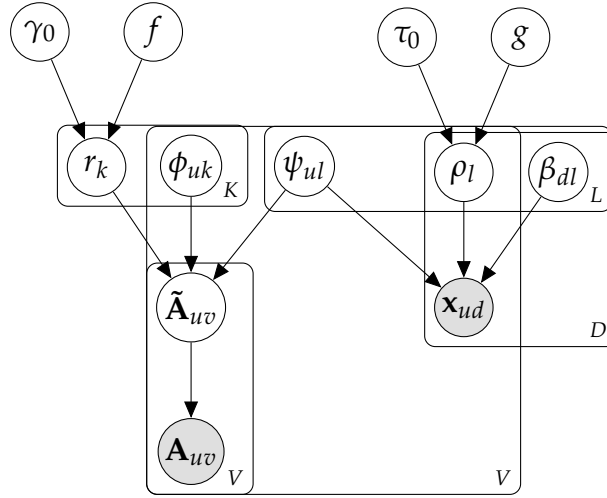 γ0 f τ0 g
r_k ϕ_uk ψ_ul ρ_l β_dl
K L
Ã_uv x_ud
D
A_uv
V V